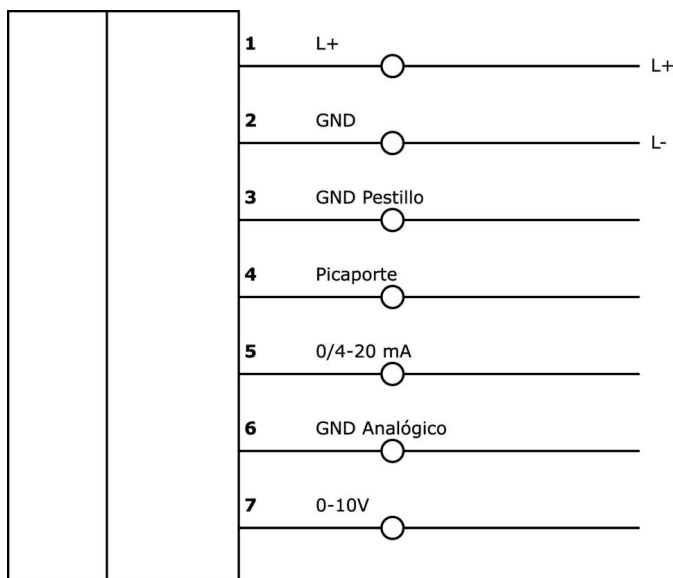 1 L+
L+
2 GND
L-
3 GND Pestillo
4 Picaporte
5 0/4-20 mA
6 GND Analógico
7 0-10V